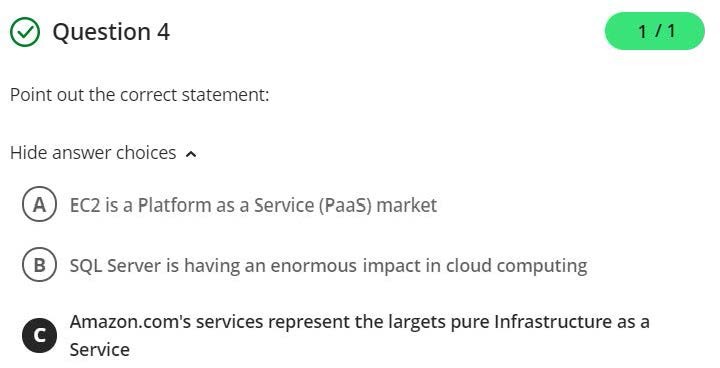 Question 4
1 / 1
Point out the correct statement:
Hide answer choices
A EC2 is a Platform as a Service (PaaS) market
B SQL Server is having an enormous impact in cloud computing
C Amazon.com's services represent the largets pure Infrastructure as a
Service